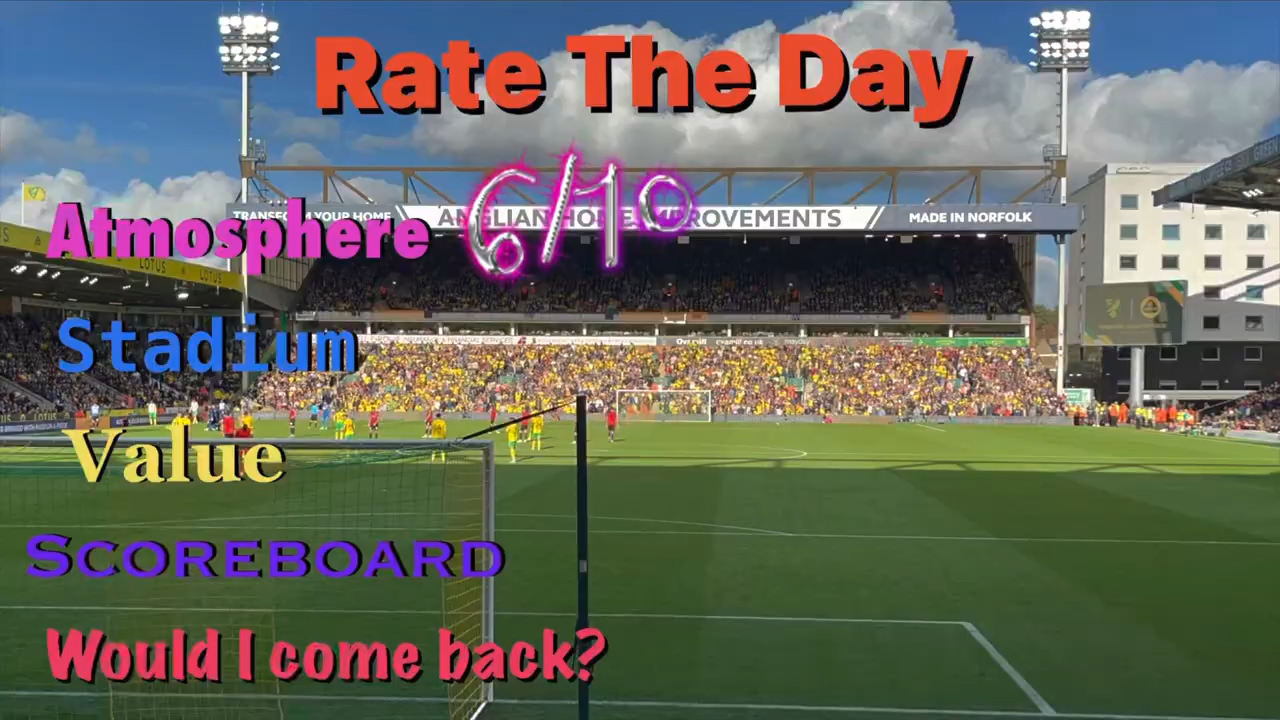 Rate The Day
TRANSFORM YOUR HOME
ANGLIAN HOME IMPROVEMENTS
MADE IN NORFOLK
Atmosphere 6/10
LOTUS LOTUS
Stadium
Value
SCOREBOARD
Would I come back?